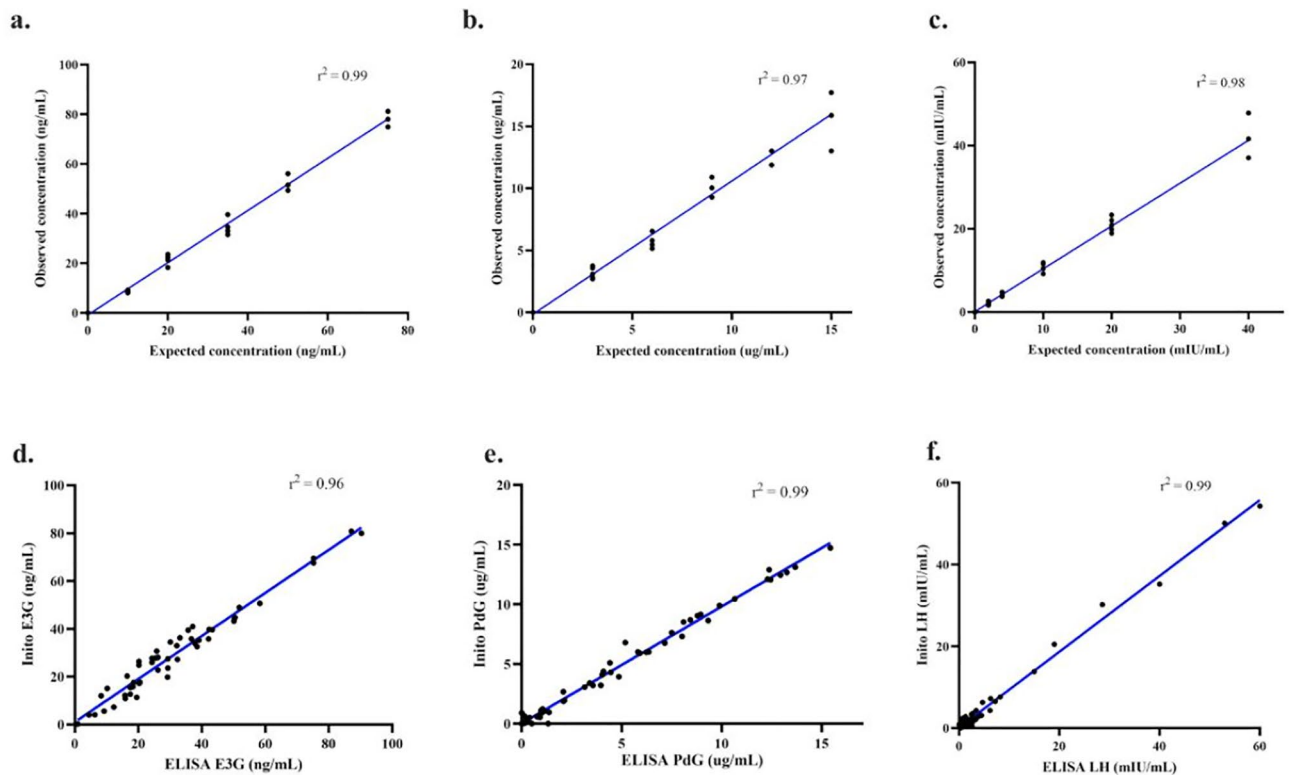 a.
r² = 0.99
Observed concentration (ng/mL)
100
80
60
40
20
0
0 20 40 60 80
Expected concentration (ng/mL)
b.
r² = 0.97
Observed concentration (ug/mL)
20
15
10
5
0
0 5 10 15
Expected concentration (ug/mL)
c.
r² = 0.98
Observed concentration (mIU/mL)
60
40
20
0
0 10 20 30 40
Expected concentration (mIU/mL)
d.
r² = 0.96
Inito E3G (ng/mL)
100
80
60
40
20
0
0 20 40 60 80 100
ELISA E3G (ng/mL)
e.
r² = 0.99
Inito PdG (ug/mL)
20
15
10
5
0
0 5 10 15
ELISA PdG (ug/mL)
f.
r² = 0.99
Inito LH (mIU/mL)
60
40
20
0
0 20 40 60
ELISA LH (mIU/mL)